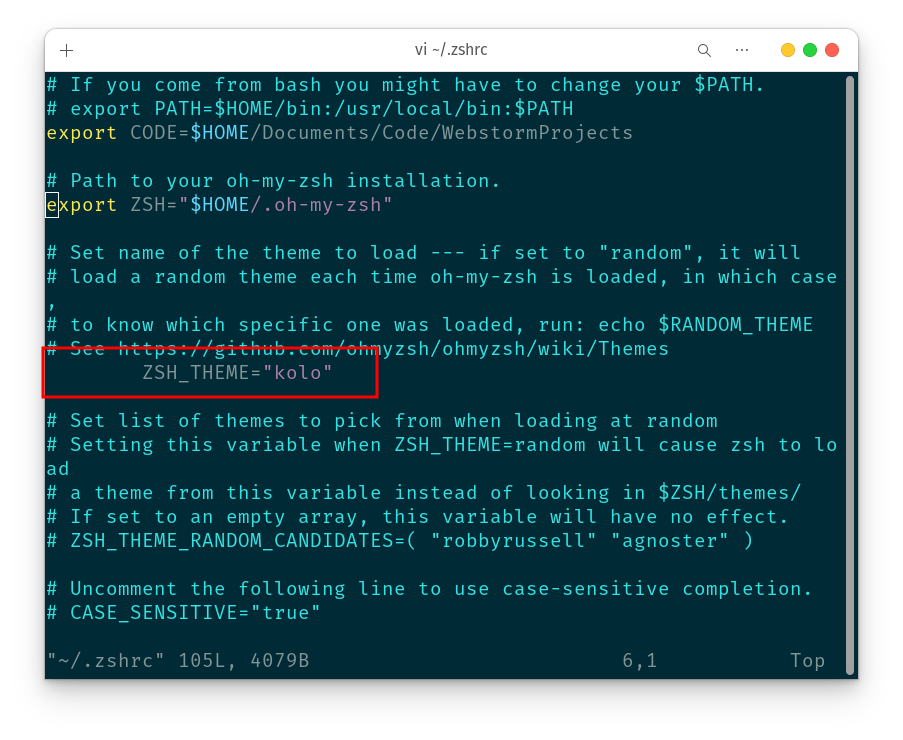 vi ~/.zshrc
# If you come from bash you might have to change your $PATH.
# export PATH=$HOME/bin:/usr/local/bin:$PATH
export CODE=$HOME/Documents/Code/WebstormProjects
# Path to your oh-my-zsh installation.
export ZSH="$HOME/.oh-my-zsh"
# Set name of the theme to load --- if set to "random", it will
# load a random theme each time oh-my-zsh is loaded, in which case
,
# to know which specific one was loaded, run: echo $RANDOM_THEME
# See https://github.com/ohmyzsh/ohmyzsh/wiki/Themes
ZSH_THEME="kolo"
# Set list of themes to pick from when loading at random
# Setting this variable when ZSH_THEME=random will cause zsh to lo
ad
# a theme from this variable instead of looking in $ZSH/themes/
# If set to an empty array, this variable will have no effect.
# ZSH_THEME_RANDOM_CANDIDATES=( "robbyrussell" "agnoster" )
# Uncomment the following line to use case-sensitive completion.
# CASE_SENSITIVE="true"
"~/.zshrc" 105L, 4079B 6,1 Top